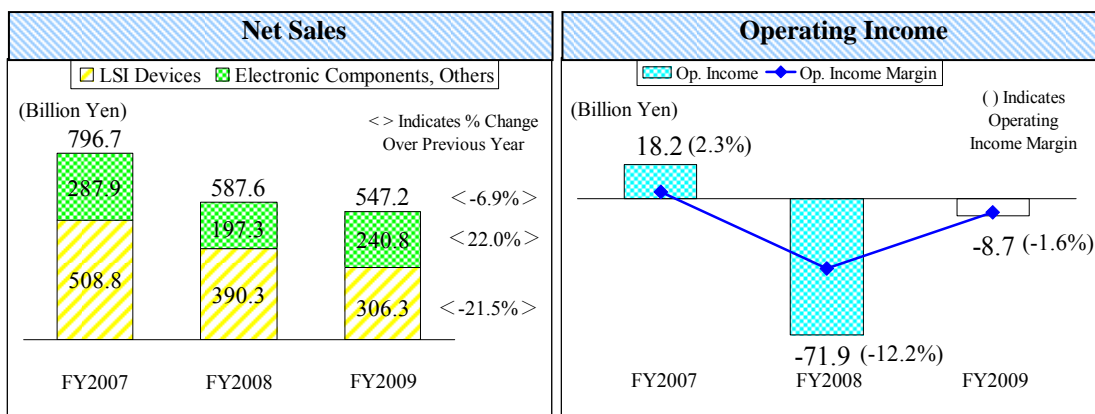 Net Sales
LSI Devices Electronic Components, Others
(Billion Yen)
< > Indicates % Change
Over Previous Year
796.7
287.9
508.8
587.6
197.3
390.3
547.2
240.8
306.3
<-6.9%>
<22.0%>
<-21.5%>
FY2007 FY2008 FY2009
Operating Income
Op. Income Op. Income Margin
(Billion Yen)
( ) Indicates
Operating
Income Margin
18.2 (2.3%)
-71.9 (-12.2%)
-8.7 (-1.6%)
FY2007 FY2008 FY2009